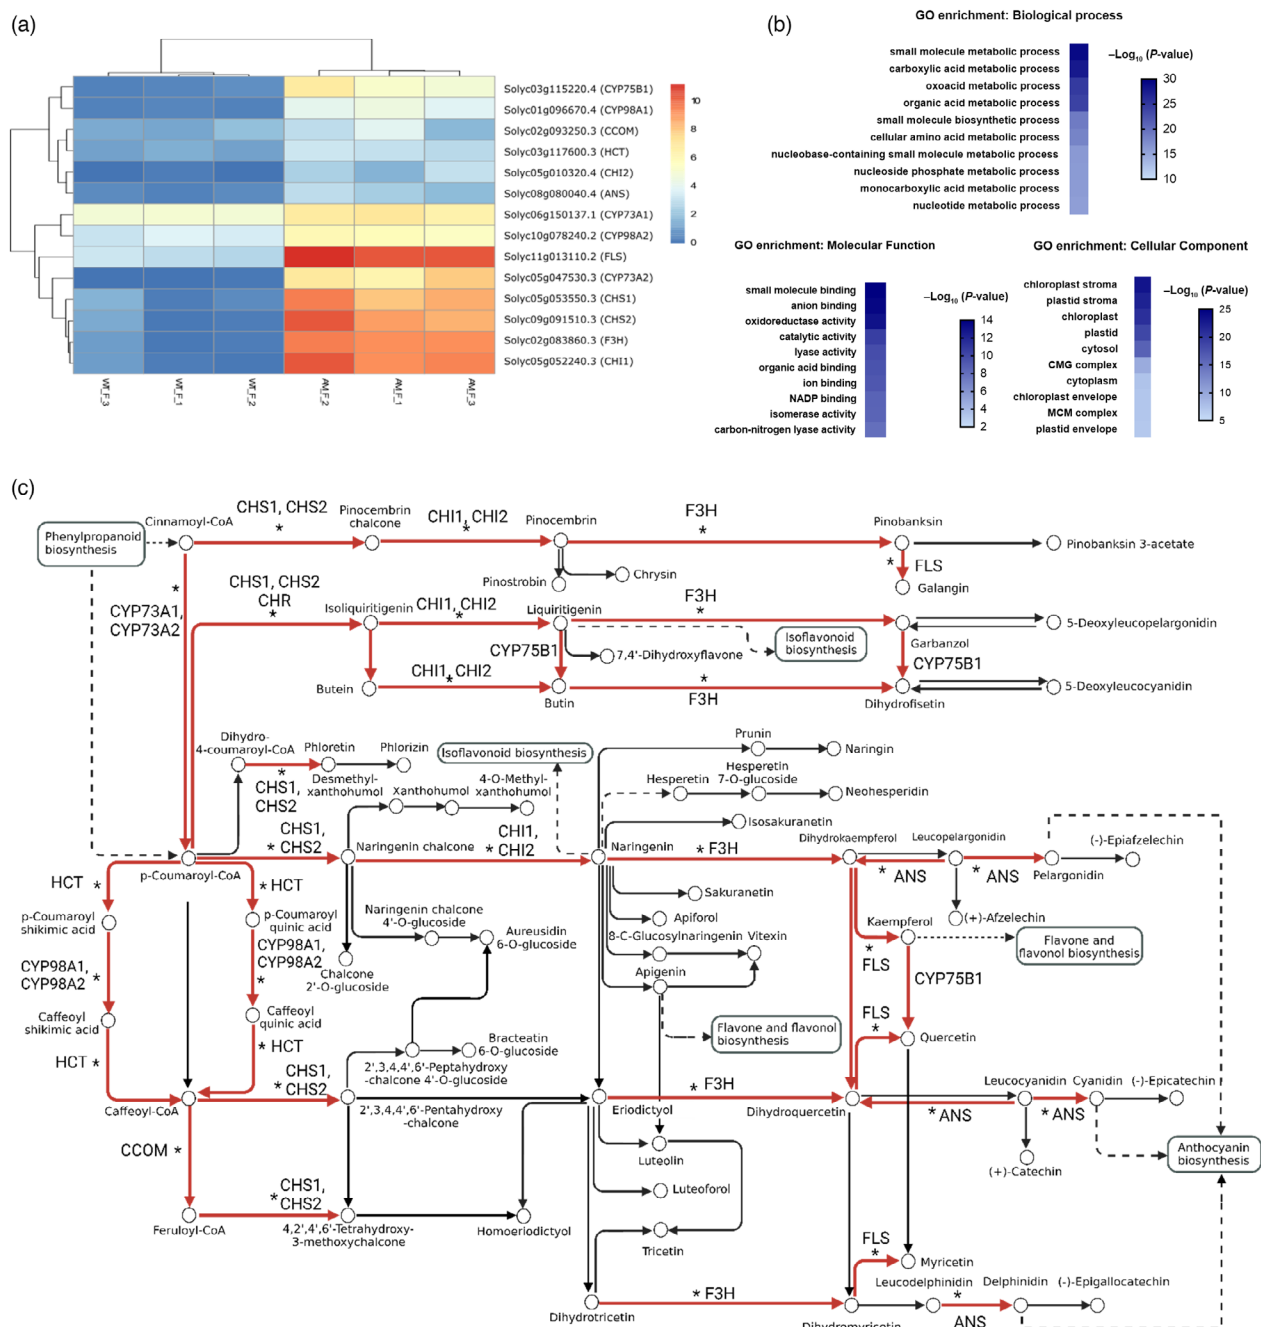 (a)
Solyc03g115220.4 (CYP75B1)
Solyc01g096670.4 (CYP98A1)
Solyc02g093250.3 (CCOM)
Solyc03g117600.3 (HCT)
Solyc05g010320.4 (CHI2)
Solyc08g080040.4 (ANS)
Solyc06g150137.1 (CYP73A1)
Solyc10g078240.2 (CYP98A2)
Solyc11g013110.2 (FLS)
Solyc05g047530.3 (CYP73A2)
Solyc05g053550.3 (CHS1)
Solyc09g091510.3 (CHS2)
Solyc02g083860.3 (F3H)
Solyc05g052240.3 (CHI1)
10
8
6
4
2
0
WT_F_3
WT_F_1
WT_F_2
AM_F_2
AM_F_1
AM_F_3
(b)
GO enrichment: Biological process
small molecule metabolic process
carboxylic acid metabolic process
oxoacid metabolic process
organic acid metabolic process
small molecule biosynthetic process
cellular amino acid metabolic process
nucleobase-containing small molecule metabolic process
nucleoside phosphate metabolic process
monocarboxylic acid metabolic process
nucleotide metabolic process
–Log10 (P-value)
30
25
20
15
10
GO enrichment: Molecular Function
small molecule binding
anion binding
oxidoreductase activity
catalytic activity
lyase activity
organic acid binding
ion binding
NADP binding
isomerase activity
carbon-nitrogen lyase activity
–Log10 (P-value)
14
12
10
8
6
4
2
GO enrichment: Cellular Component
chloroplast stroma
plastid stroma
chloroplast
plastid
cytosol
CMG complex
cytoplasm
chloroplast envelope
MCM complex
plastid envelope
–Log10 (P-value)
25
20
15
10
5
(c)
Phenylpropanoid
biosynthesis
Cinnamoyl-CoA
CHS1, CHS2
*
Pinocembrin
chalcone
CHI1, CHI2
*
Pinocembrin
F3H
*
Pinobanksin
Pinobanksin 3-acetate
* FLS
Galangin
Pinostrobin
Chrysin
*
CYP73A1,
CYP73A2
CHS1, CHS2
CHR
*
Isoliquiritigenin
CHI1, CHI2
*
Liquiritigenin
F3H
*
Isoflavonoid
biosynthesis
Garbanzol
5-Deoxyleucopelargonidin
CYP75B1
7,4'-Dihydroxyflavone
CYP75B1
Butein
CHI1, CHI2
*
Butin
*
F3H
Dihydrofisetin
5-Deoxyleucocyanidin
Dihydro-
4-coumaroyl-CoA
Phloretin
Phlorizin
*
CHS1,
CHS2
Isoflavonoid biosynthesis
Desmethyl-
xanthohumol
Xanthohumol
4-O-Methyl-
xanthohumol
Prunin
Naringin
Hesperetin
Hesperetin
7-O-glucoside
Neohesperidin
Isosakuranetin
p-Coumaroyl-CoA
CHS1,
* CHS2
Naringenin chalcone
CHI1,
* CHI2
Naringenin
* F3H
Dihydrokaempferol
Leucopelargonidin
* ANS
* ANS
Pelargonidin
(-)-Epiafzelechin
(+)-Afzelechin
HCT *
* HCT
p-Coumaroyl
shikimic acid
p-Coumaroyl
quinic acid
CYP98A1,
CYP98A2 *
CYP98A1,
CYP98A2
*
Caffeoyl
shikimic acid
Caffeoyl
quinic acid
HCT *
* HCT
Naringenin chalcone
4'-O-glucoside
Aureusidin
6-O-glucoside
Chalcone
2'-O-glucoside
Sakuranetin
Apiforol
8-C-Glucosylnaringenin
Vitexin
Apigenin
Flavone and flavonol
biosynthesis
Kaempferol
*
FLS
Flavone and
flavonol biosynthesis
CYP75B1
FLS
*
Quercetin
Bracteatin
6-O-glucoside
2',3,4,4',6'-Peptahydroxy
-chalcone 4'-O-glucoside
Caffeoyl-CoA
CHS1,
* CHS2
2',3,4,4',6'-Pentahydroxy
-chalcone
Eriodictyol
* F3H
Dihydroquercetin
Leucocyanidin
* ANS
Cyanidin
* ANS
(-)-Epicatechin
(+)-Catechin
Anthocyanin
biosynthesis
CCOM *
Luteolin
Luteoforol
Tricetin
Feruloyl-CoA
CHS1,
* CHS2
4,2',4',6'-Tetrahydroxy-
3-methoxychalcone
Homoeriodictyol
FLS
*
Myricetin
Dihydrotricetin
* F3H
Dihydromyricetin
Leucodelphinidin
*
ANS
Delphinidin
(-)-Epigallocatechin